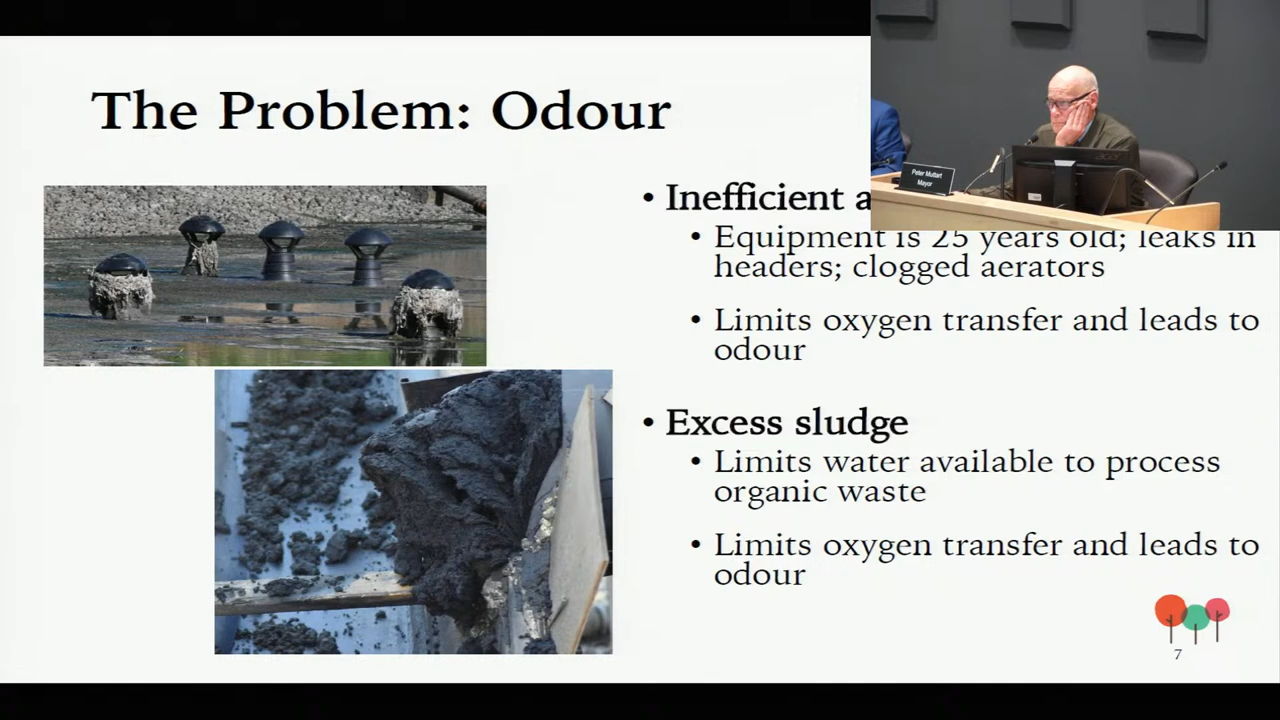 The Problem: Odour
Peter Muttart
Mayor
• Inefficient a
• Equipment is 25 years old; leaks in
headers; clogged aerators
• Limits oxygen transfer and leads to
odour
• Excess sludge
• Limits water available to process
organic waste
• Limits oxygen transfer and leads to
odour
7